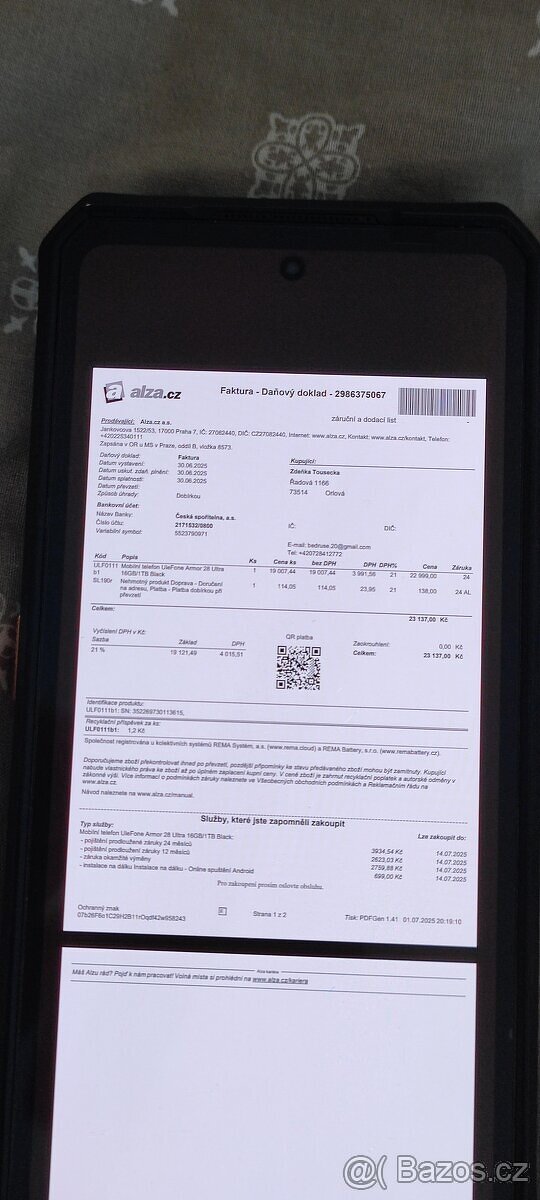 alza.cz
Faktura - Daňový doklad - 2986375067
záruční a dodací list -
Prodávající: Alza.cz a.s.
Jankovcova 1522/53, 17000 Praha 7, IČ: 27082440, DIČ: CZ27082440, Internet: www.alza.cz, Kontakt: www.alza.cz/kontakt, Telefon:
+420225340111
Zapsána v OR u MS v Praze, oddíl B, vložka 8573.
Daňový doklad: Faktura
Datum vystavení: 30.06.2025
Datum uskut. zdaň. plnění: 30.06.2025
Datum splatnosti: 30.06.2025
Datum převzetí:
Způsob úhrady: Dobírkou
Kupující:
Zdeňka Tousecka
Řadová 1166
73514 Orlová
Bankovní účet:
Název Banky: Česká spořitelna, a.s.
Číslo účtu: 2171532/0800
Variabilní symbol: 5523790971
IČ: DIČ:
E-mail: bedruse.20@gmail.com
Tel: +420728412772
Kód Popis Ks Cena ks bez DPH DPH DPH% Cena Záruka
ULF0111 Mobilní telefon UleFone Armor 28 Ultra 1 19 007,44 19 007,44 3 991,56 21 22 999,00 24
b1 16GB/1TB Black
SL190r Nehmotný produkt Doprava - Doručení 1 114,05 114,05 23,95 21 138,00 24 AL
na adresu, Platba - Platba dobírkou při
převzetí
Celkem: 23 137,00 Kč
Vyčíslení DPH v Kč:
Sazba Základ DPH
21 % 19 121,49 4 015,51
QR platba
Zaokrouhlení: 0,00 Kč
Celkem: 23 137,00 Kč
Identifikace produktu:
ULF0111b1: SN: 352269730113615,
Recyklační příspěvek za ks:
ULF0111b1: 1,2 Kč
Společnost registrována u kolektivních systémů REMA Systém, a.s. (www.rema.cloud) a REMA Battery, s.r.o. (www.remabattery.cz).
Doporučujeme zboží překontrolovat ihned po převzetí, pozdější připomínky ke stavu předávaného zboží mohou být zamítnuty. Kupující
nabude vlastnického práva ke zboží až po úplném zaplacení kupní ceny. V ceně zboží je zahrnut recyklační poplatek a autorské odměny v
zákonné výši. Více informací o podmínkách záruky naleznete ve Všeobecných obchodních podmínkách a Reklamačním řádu na
www.alza.cz.
Návod naleznete na www.alza.cz/manual.
Služby, které jste zapomněli zakoupit
Typ služby: Lze zakoupit do:
Mobilní telefon UleFone Armor 28 Ultra 16GB/1TB Black:
- pojištění prodloužené záruky 24 měsíců 3934,54 Kč 14.07.2025
- pojištění prodloužení záruky 12 měsíců 2623,03 Kč 14.07.2025
- záruka okamžité výměny 2759,88 Kč 14.07.2025
- Instalace na dálku Instalace na dálku - Online spuštění Android 699,00 Kč 14.07.2025
Pro zakoupení prosím oslovte obsluhu.
Ochranný znak
07b26F6o1C29H2B11rOqdf42w958243
Strana 1 z 2
Tisk: PDFGen 1.41 01.07.2025 20:19:10
Alza kariéra
Máš Alzu rád? Pojď k nám pracovat! Volná místa si prohlédni na www.alza.cz/kariera
@( Bazos.cz